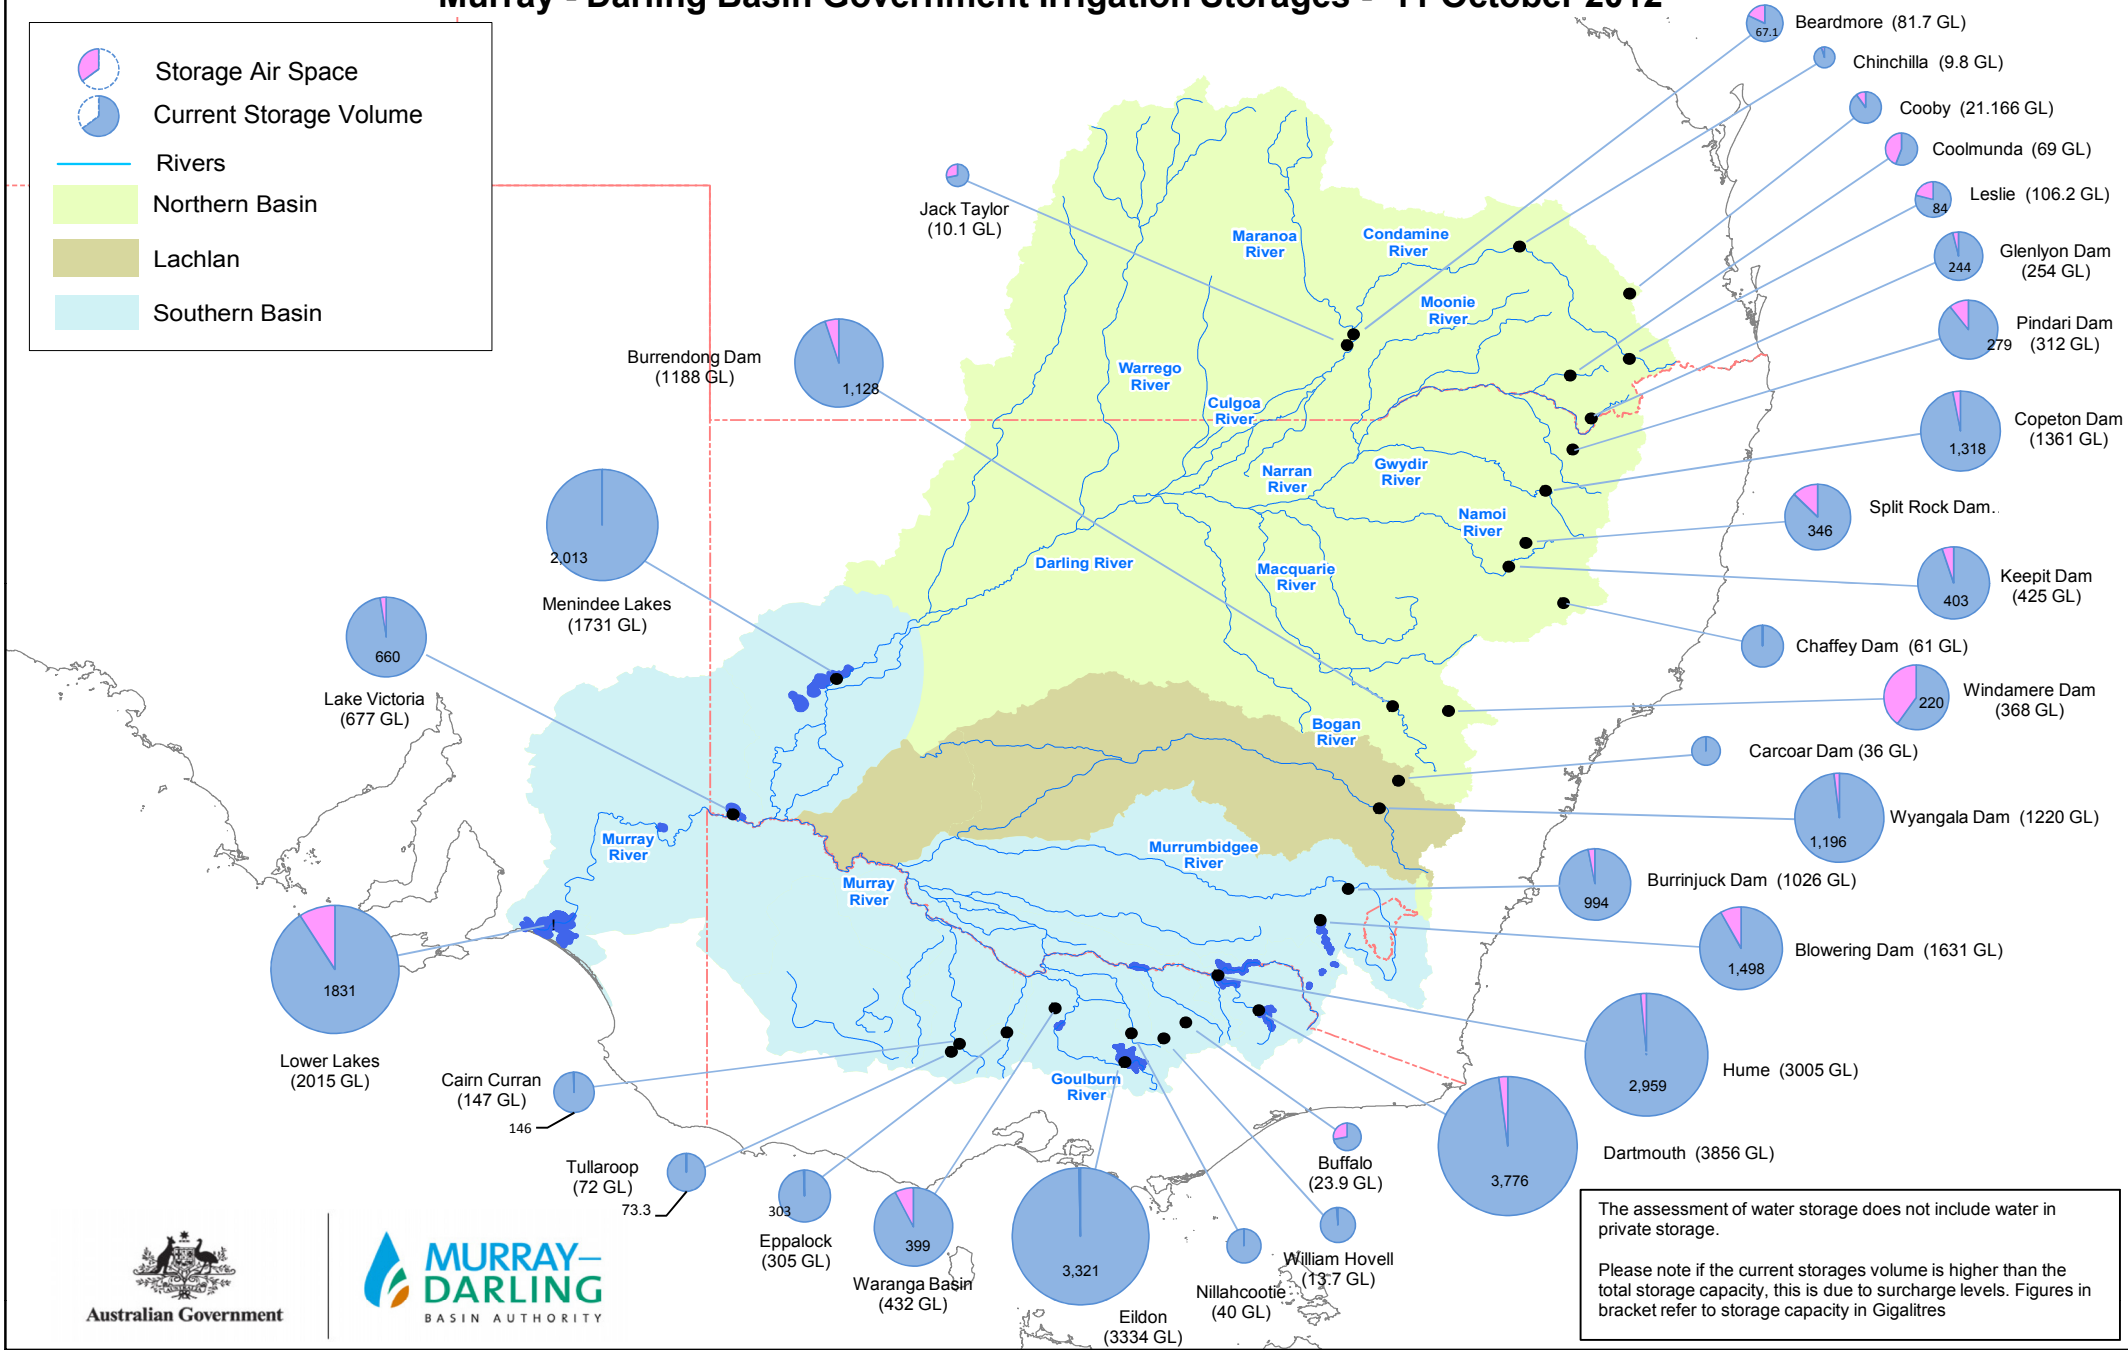 Murray - Darling Basin Government Irrigation Storages - 11 October 2012
Storage Air Space
Current Storage Volume
Rivers
Northern Basin
Lachlan
Southern Basin
67.1
Beardmore (81.7 GL)
Chinchilla (9.8 GL)
Cooby (21.166 GL)
Coolmunda (69 GL)
84
Leslie (106.2 GL)
244
Glenlyon Dam
(254 GL)
279
Pindari Dam
(312 GL)
1,318
Copeton Dam
(1361 GL)
346
Split Rock Dam..
403
Keepit Dam
(425 GL)
Chaffey Dam (61 GL)
220
Windamere Dam
(368 GL)
Carcoar Dam (36 GL)
1,196
Wyangala Dam (1220 GL)
994
Burrinjuck Dam (1026 GL)
1,498
Blowering Dam (1631 GL)
2,959
Hume (3005 GL)
3,776
Dartmouth (3856 GL)
Jack Taylor
(10.1 GL)
Burrendong Dam
(1188 GL)
1,128
2,013
Menindee Lakes
(1731 GL)
660
Lake Victoria
(677 GL)
1831
Lower Lakes
(2015 GL)
Cairn Curran
(147 GL)
146
Tullaroop
(72 GL)
73.3
303
Eppalock
(305 GL)
399
Waranga Basin
(432 GL)
3,321
Eildon
(3334 GL)
Nillahcootie
(40 GL)
William Hovell
(13.7 GL)
Buffalo
(23.9 GL)
Maranoa
River
Condamine
River
Moonie
River
Warrego
River
Culgoa
River
Narran
River
Gwydir
River
Namoi
River
Darling River
Macquarie
River
Bogan
River
Murray
River
Murray
River
Murrumbidgee
River
Goulburn
River
Australian Government
MURRAY–
DARLING
BASIN AUTHORITY
The assessment of water storage does not include water in
private storage.
Please note if the current storages volume is higher than the
total storage capacity, this is due to surcharge levels. Figures in
bracket refer to storage capacity in Gigalitres